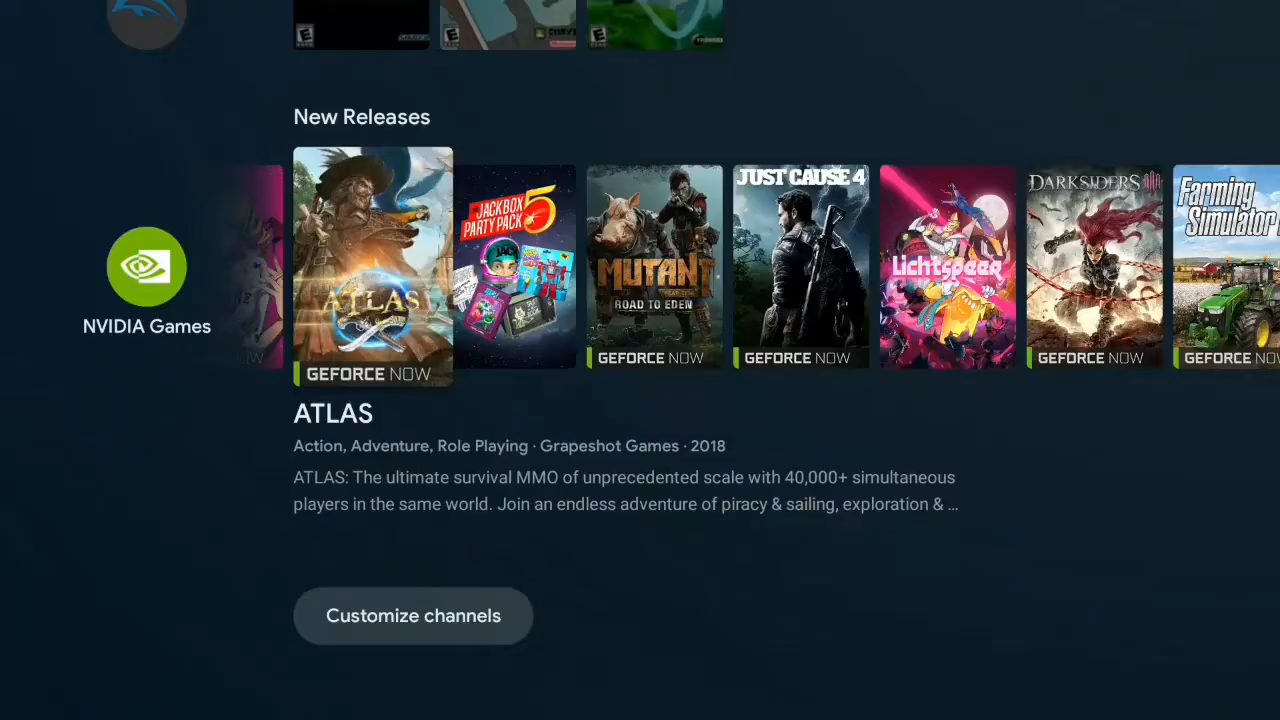 E
E
E
New Releases
NVIDIA Games
ATLAS
GEFORCE NOW
JACKBOX
PARTY PACK 5
JACK
MUTANT
YEAR ZERO
ROAD TO EDEN
GEFORCE NOW
JUST CAUSE 4
GEFORCE NOW
Lichtspeer
DARKSIDERS III
GEFORCE NOW
Farming
Simulator
GEFORCE NOW
ATLAS
Action, Adventure, Role Playing · Grapeshot Games · 2018
ATLAS: The ultimate survival MMO of unprecedented scale with 40,000+ simultaneous
players in the same world. Join an endless adventure of piracy & sailing, exploration & ...
Customize channels